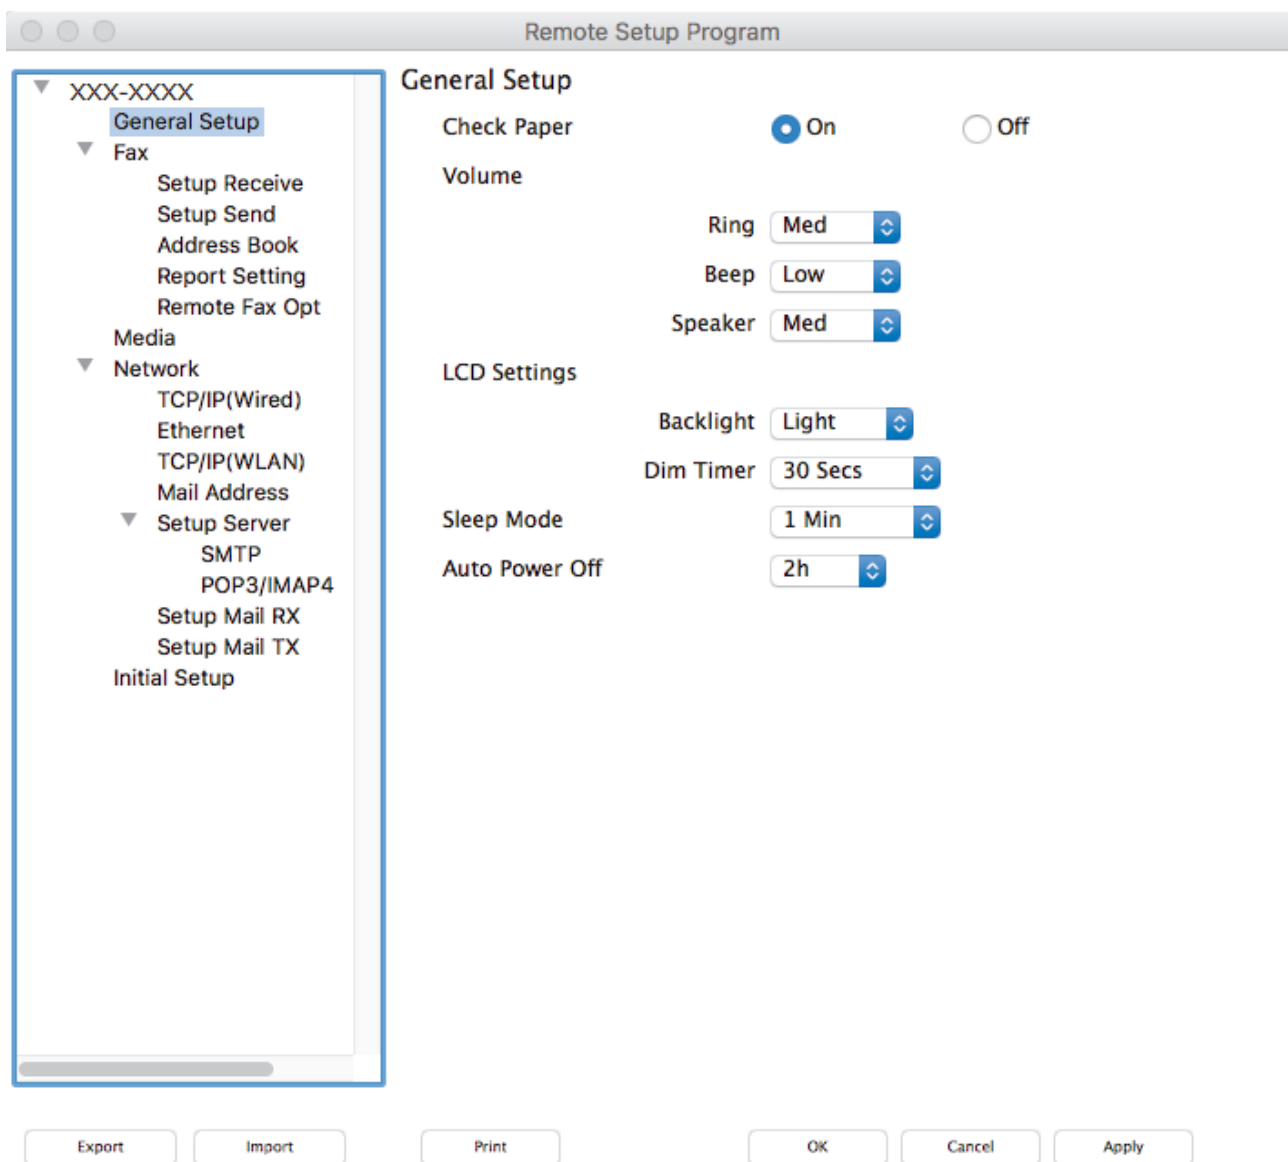 Remote Setup Program
XXX-XXXX
General Setup
Fax
Setup Receive
Setup Send
Address Book
Report Setting
Remote Fax Opt
Media
Network
TCP/IP(Wired)
Ethernet
TCP/IP(WLAN)
Mail Address
Setup Server
SMTP
POP3/IMAP4
Setup Mail RX
Setup Mail TX
Initial Setup
General Setup
Check Paper On Off
Volume
Ring Med
Beep Low
Speaker Med
LCD Settings
Backlight Light
Dim Timer 30 Secs
Sleep Mode 1 Min
Auto Power Off 2h
Export Import Print OK Cancel Apply